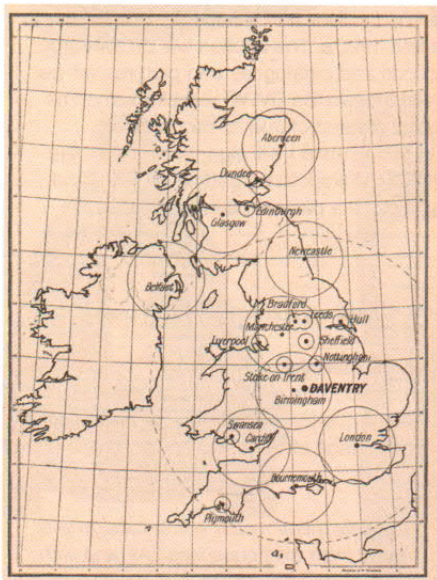 Aberdeen
Dundee
Edinburgh
Glasgow
Newcastle
Belfast
Bradford
Leeds
Hull
Manchester
Liverpool
Sheffield
Nottingham
Stoke on Trent
DAVENTRY
Birmingham
Swansea
Cardiff
London
Bournemouth
Plymouth